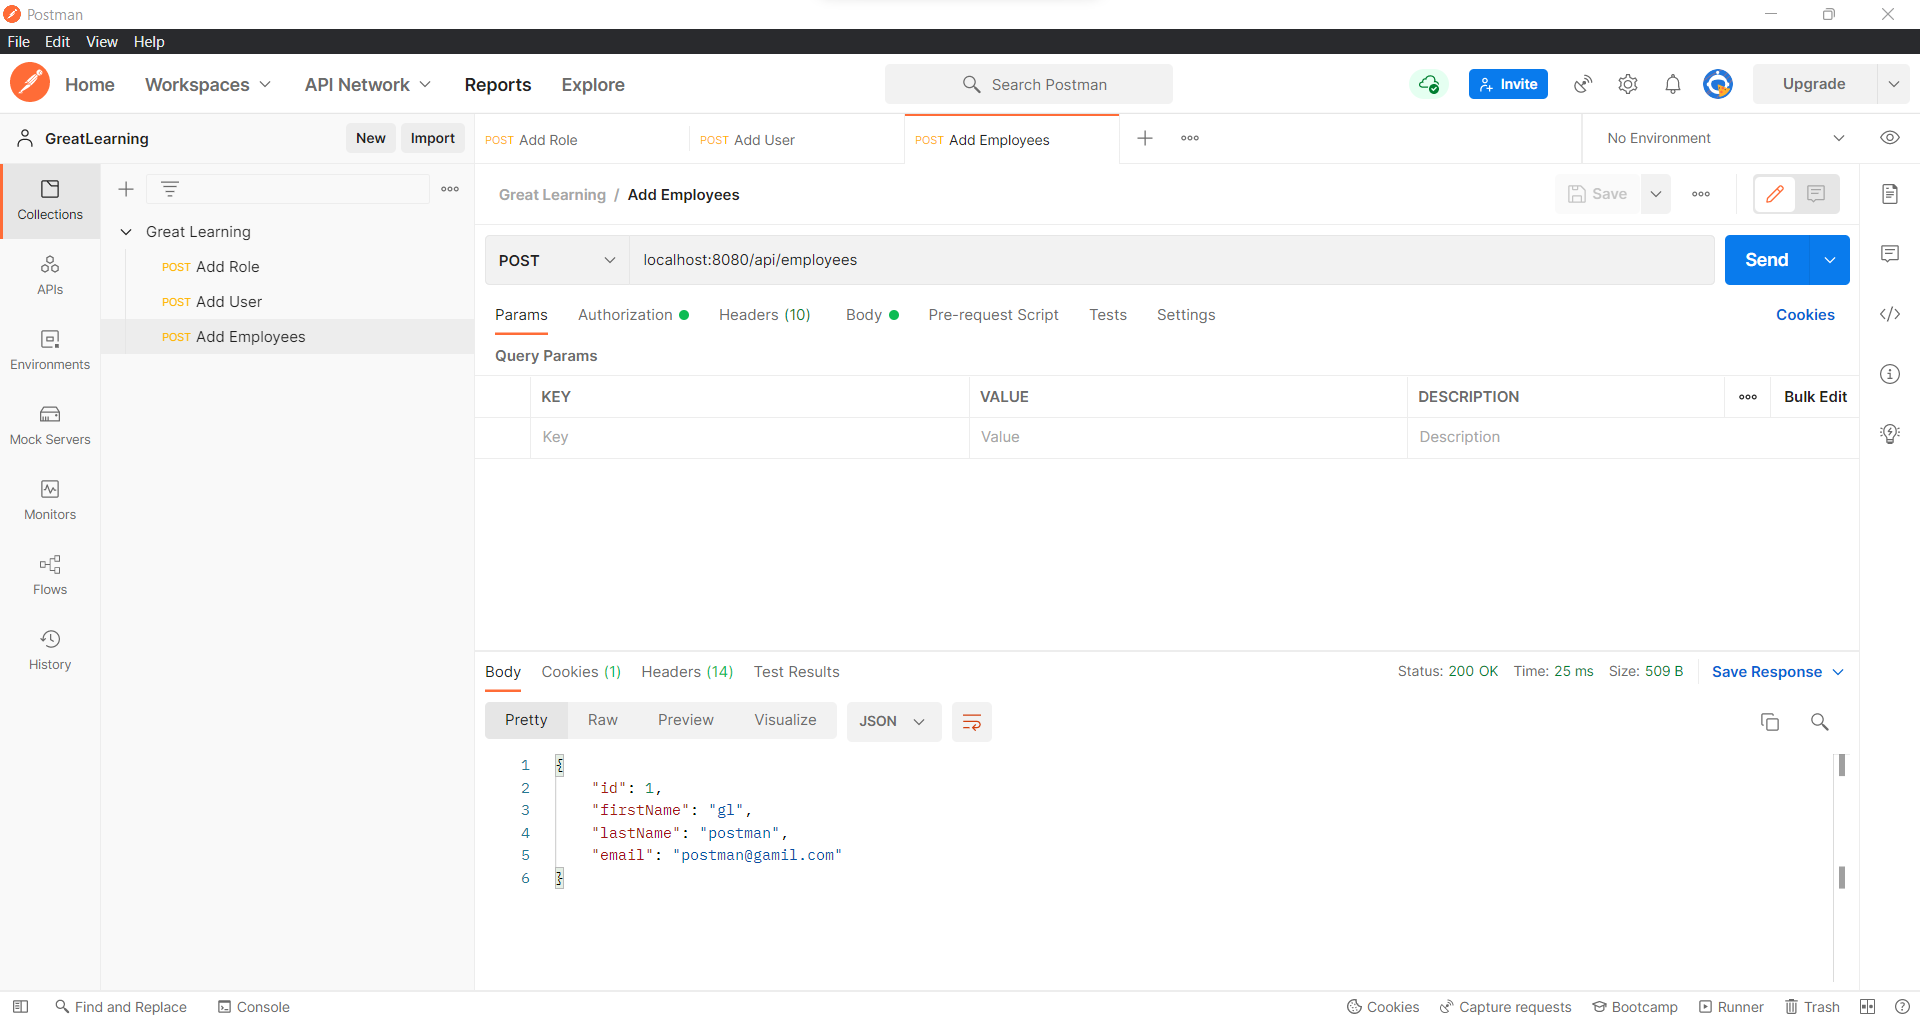 Postman
File Edit View Help
Home Workspaces API Network Reports Explore Search Postman Invite Upgrade
GreatLearning New Import POST Add Role POST Add User POST Add Employees No Environment
Great Learning / Add Employees Save
Collections
Great Learning
POST Add Role
POST Add User
POST Add Employees
APIs
Environments
Mock Servers
Monitors
Flows
History
POST localhost:8080/api/employees Send
Params Authorization Headers (10) Body Pre-request Script Tests Settings Cookies
Query Params
KEY VALUE DESCRIPTION Bulk Edit
Key Value Description
Body Cookies (1) Headers (14) Test Results Status: 200 OK Time: 25 ms Size: 509 B Save Response
Pretty Raw Preview Visualize JSON
1 {
2 "id": 1,
3 "firstName": "gl",
4 "lastName": "postman",
5 "email": "postman@gamil.com"
6 }
Find and Replace Console Cookies Capture requests Bootcamp Runner Trash